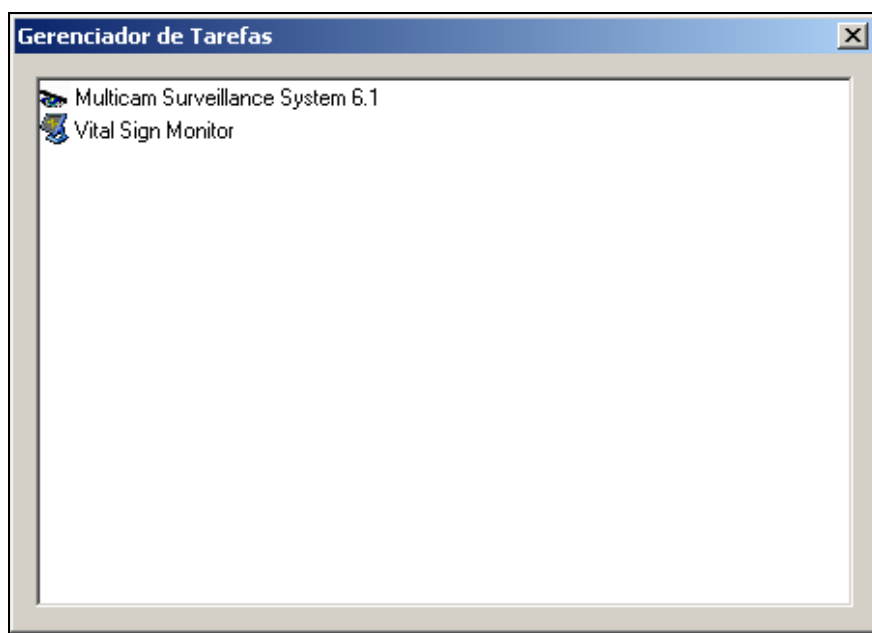 Gerenciador de Tarefas
Multicam Surveillance System 6.1
Vital Sign Monitor